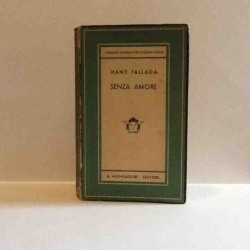 HANS FALLADA
SENZA AMORE
A. MONDADORI - EDITORE